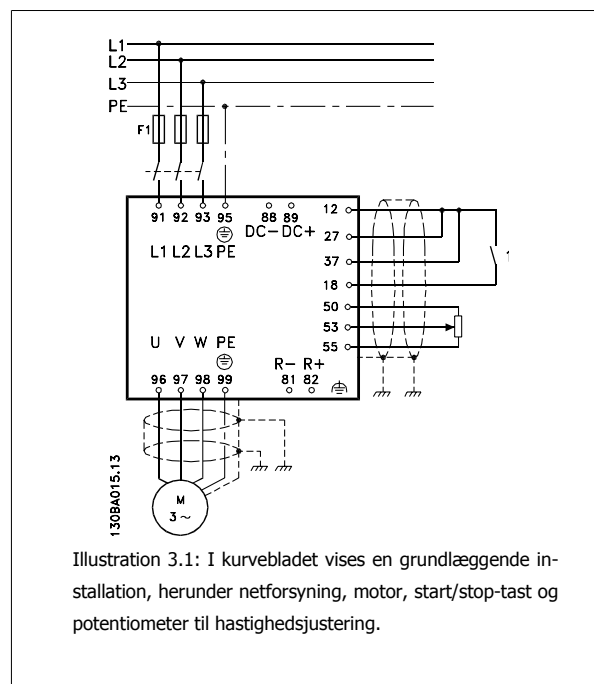 L1
L2
L3
PE
F1
91 92 93 95 88 89 12
DC- DC+
L1 L2 L3 PE
27
37
18
50
53
55
U V W PE
R- R+
96 97 98 99 81 82
M
3 ~
130BA015.13
Illustration 3.1: I kurvebladet vises en grundlæggende in-
stallation, herunder netforsyning, motor, start/stop-tast og
potentiometer til hastighedsjustering.